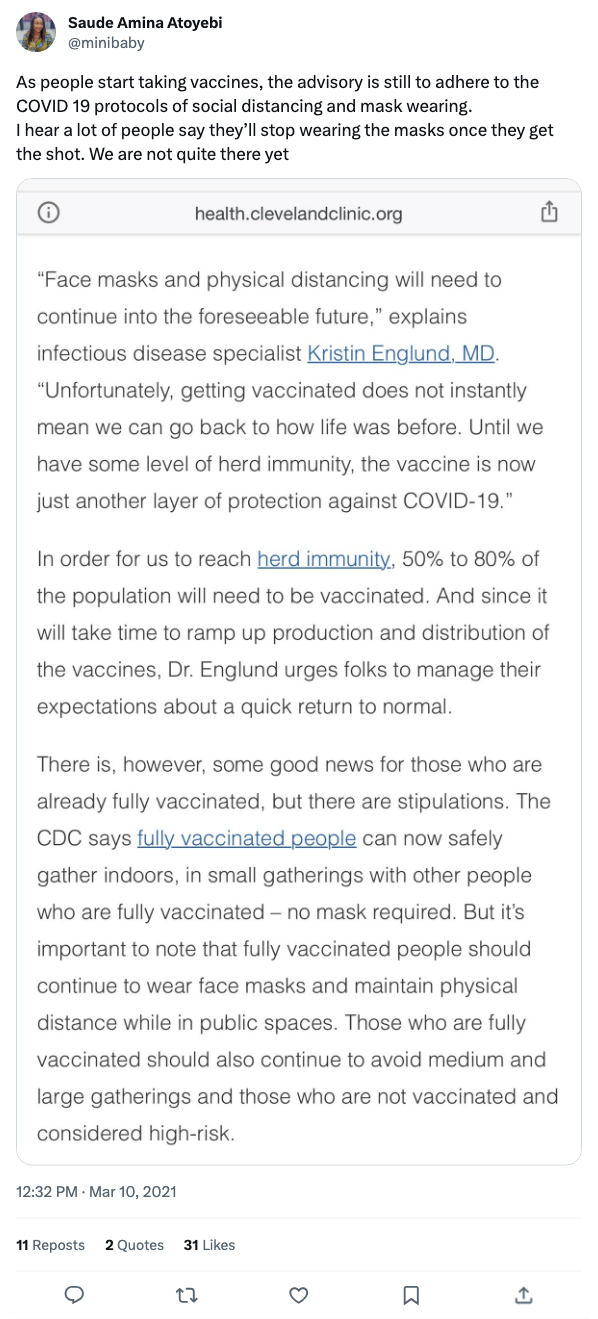 Saude Amina Atoyebi
@minibaby
As people start taking vaccines, the advisory is still to adhere to the
COVID 19 protocols of social distancing and mask wearing.
I hear a lot of people say they’ll stop wearing the masks once they get
the shot. We are not quite there yet
health.clevelandclinic.org
“Face masks and physical distancing will need to
continue into the foreseeable future,” explains
infectious disease specialist Kristin Englund, MD.
“Unfortunately, getting vaccinated does not instantly
mean we can go back to how life was before. Until we
have some level of herd immunity, the vaccine is now
just another layer of protection against COVID-19.”
In order for us to reach herd immunity, 50% to 80% of
the population will need to be vaccinated. And since it
will take time to ramp up production and distribution of
the vaccines, Dr. Englund urges folks to manage their
expectations about a quick return to normal.
There is, however, some good news for those who are
already fully vaccinated, but there are stipulations. The
CDC says fully vaccinated people can now safely
gather indoors, in small gatherings with other people
who are fully vaccinated – no mask required. But it’s
important to note that fully vaccinated people should
continue to wear face masks and maintain physical
distance while in public spaces. Those who are fully
vaccinated should also continue to avoid medium and
large gatherings and those who are not vaccinated and
considered high-risk.
12:32 PM · Mar 10, 2021
11 Reposts 2 Quotes 31 Likes